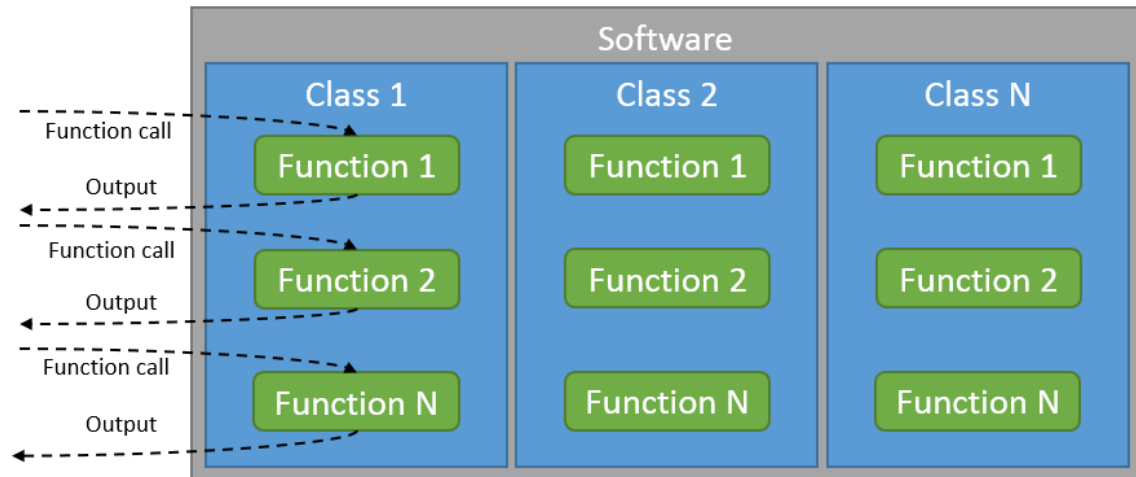 Software
Class 1
Class 2
Class N
Function call
Function 1
Function 1
Function 1
Output
Function call
Function 2
Function 2
Function 2
Output
Function call
Function N
Function N
Function N
Output